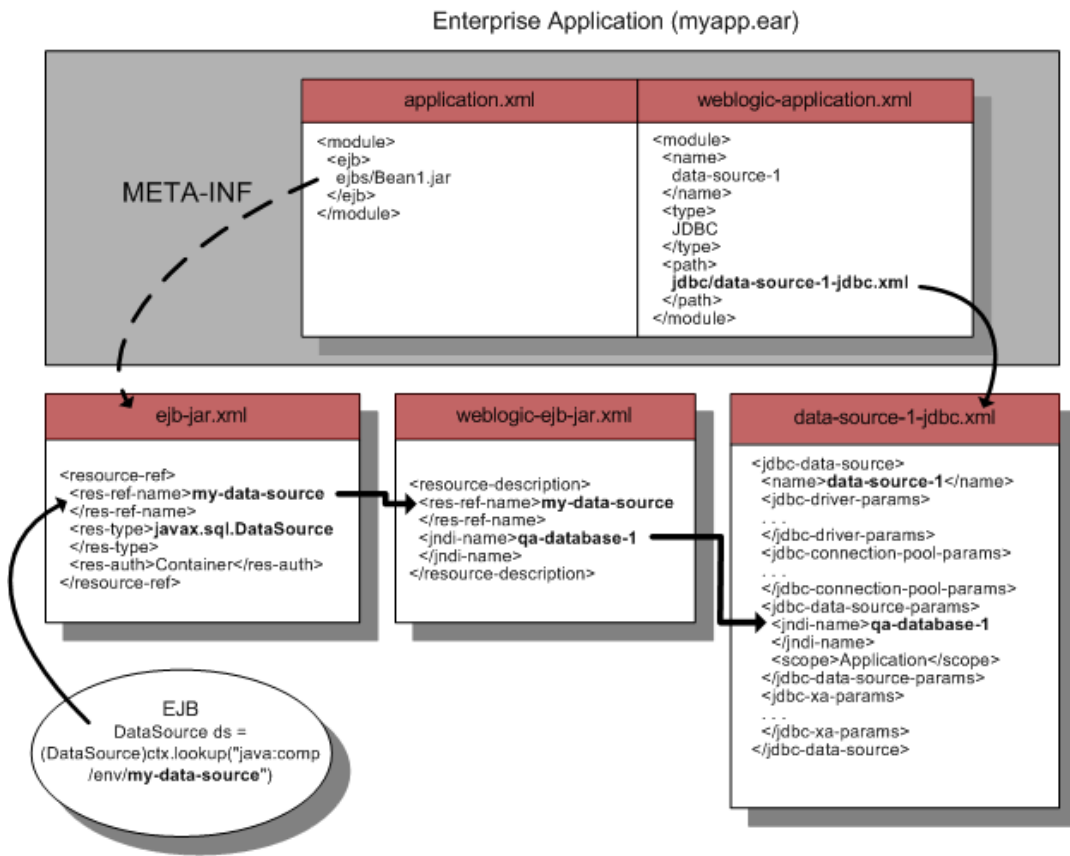 Enterprise Application (myapp.ear)
META-INF
application.xml
<module>
<ejb>
ejbs/Bean1.jar
</ejb>
</module>
weblogic-application.xml
<module>
<name>
data-source-1
</name>
<type>
JDBC
</type>
<path>
jdbc/data-source-1-jdbc.xml
</path>
</module>
ejb-jar.xml
<resource-ref>
<res-ref-name>my-data-source
</res-ref-name>
<res-type>javax.sql.DataSource
</res-type>
<res-auth>Container</res-auth>
</resource-ref>
weblogic-ejb-jar.xml
<resource-description>
<res-ref-name>my-data-source
</res-ref-name>
<jndi-name>qa-database-1
</jndi-name>
</resource-description>
data-source-1-jdbc.xml
<jdbc-data-source>
<name>data-source-1</name>
<jdbc-driver-params>
. . .
</jdbc-driver-params>
<jdbc-connection-pool-params>
. . .
</jdbc-connection-pool-params>
<jdbc-data-source-params>
<jndi-name>qa-database-1
</jndi-name>
<scope>Application</scope>
</jdbc-data-source-params>
<jdbc-xa-params>
. . .
</jdbc-xa-params>
</jdbc-data-source>
EJB
DataSource ds =
(DataSource)ctx.lookup("java:comp
/env/my-data-source")